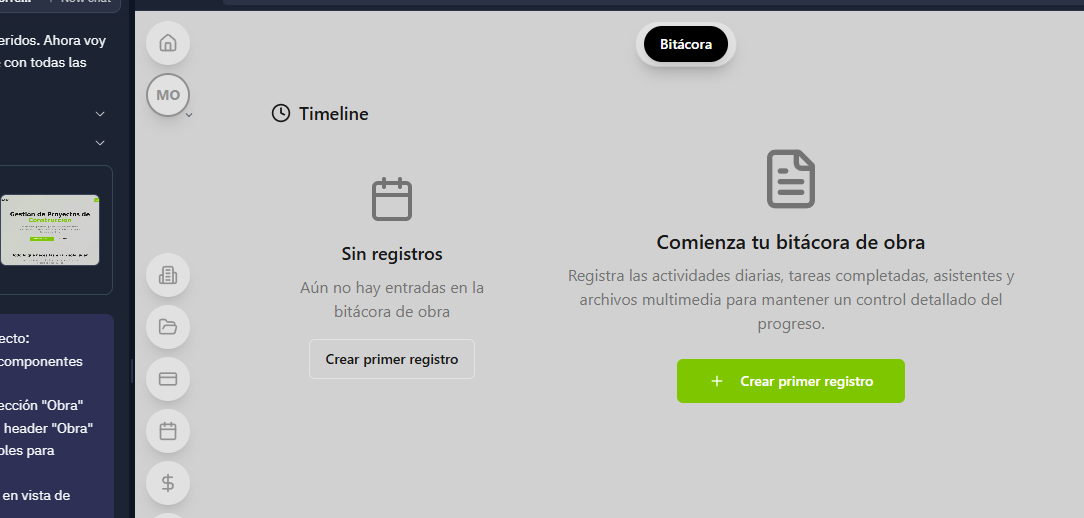 New chat
eridos. Ahora voy
con todas las
Gestión de Proyectos de
Construcción
ecto:
componentes
ección "Obra"
header "Obra"
bles para
en vista de
Bitácora
MO
Timeline
Sin registros
Aún no hay entradas en la
bitácora de obra
Crear primer registro
Comienza tu bitácora de obra
Registra las actividades diarias, tareas completadas, asistentes y
archivos multimedia para mantener un control detallado del
progreso.
+ Crear primer registro